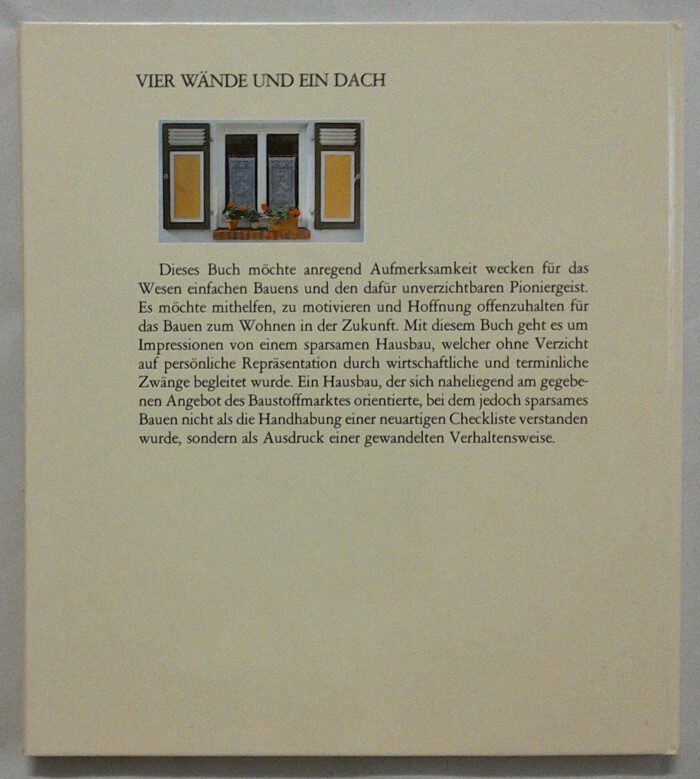 VIER WÄNDE UND EIN DACH
Dieses Buch möchte anregend Aufmerksamkeit wecken für das
Wesen einfachen Bauens und den dafür unverzichtbaren Pioniergeist.
Es möchte mithelfen, zu motivieren und Hoffnung offenzuhalten für
das Bauen zum Wohnen in der Zukunft. Mit diesem Buch geht es um
Impressionen von einem sparsamen Hausbau, welcher ohne Verzicht
auf persönliche Repräsentation durch wirtschaftliche und terminliche
Zwänge begleitet wurde. Ein Hausbau, der sich naheliegend am gegebe-
nen Angebot des Baustoffmarktes orientierte, bei dem jedoch sparsames
Bauen nicht als die Handhabung einer neuartigen Checkliste verstanden
wurde, sondern als Ausdruck einer gewandelten Verhaltensweise.